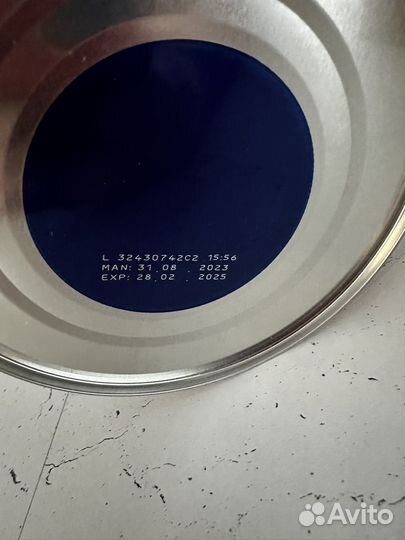 L 32430742C2 15:56
MAN: 31.08 . 2023
EXP: 28.02 . 2025
Avito